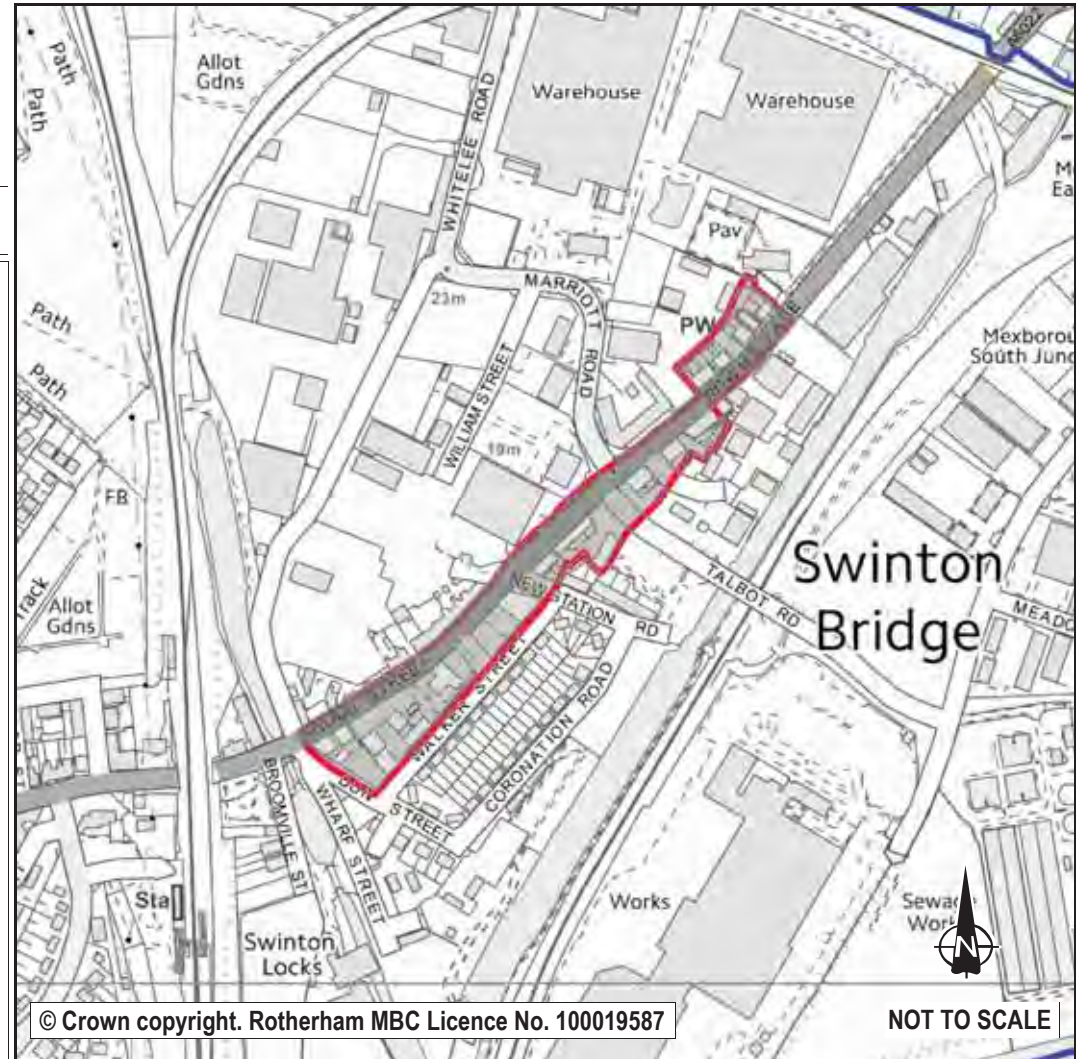 A6022
Path
Path
Allot
Gdns
Warehouse
Warehouse
WHITELEE ROAD
Pav
MARRIOTT
ROAD
23m
PW
Path
Path
Mexborou
South Junc
WILLIAM STREET
19m
FB
Swinton
Bridge
TALBOT RD
NEW STATION RD
MEADO
Track
Allot
Gdns
WALKER STREET
CORONATION ROAD
STREET
BROOMVILLE ST
WHARF STREET
Sta
Works
Swinton
Locks
N
© Crown copyright. Rotherham MBC Licence No. 100019587
NOT TO SCALE